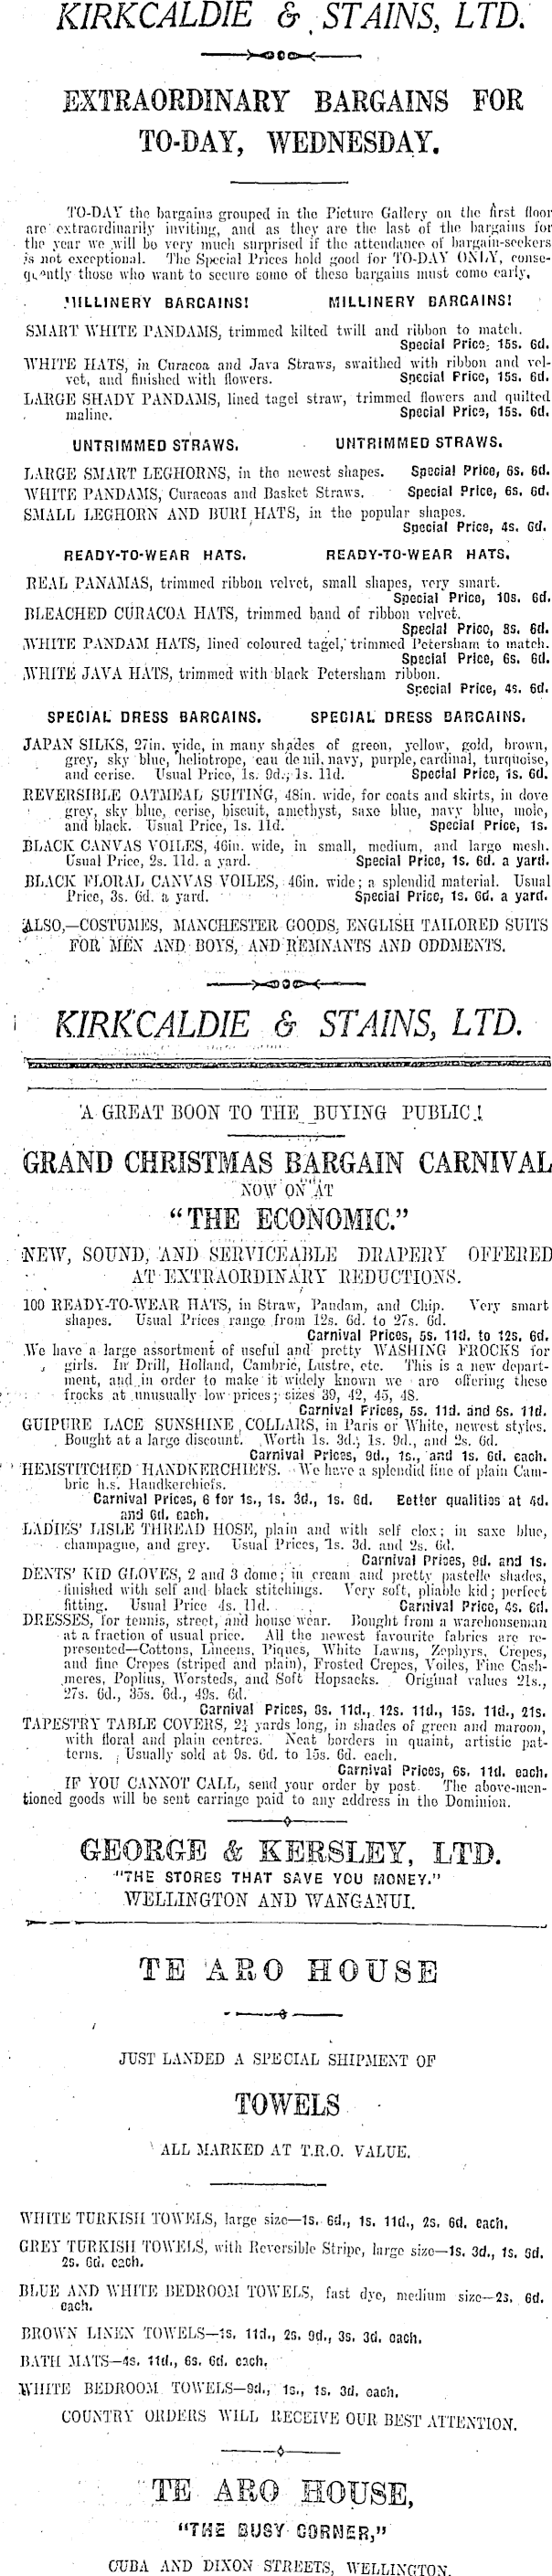 KIRKCALDIE & STAINS, LTD.
EXTRAORDINARY BARGAINS FOR
TO-DAY, WEDNESDAY.
TO-DAY the bargains grouped in the Picture Gallery on the first floor
are extraordinarily inviting, and as they are the last of the bargains for
the year we will be very much surprised if the attendance of bargain-seekers
is not exceptional. The Special Prices hold good for TO-DAY ONLY, conse-
quently those who want to secure some of these bargains must come early.
MILLINERY BARGAINS! MILLINERY BARGAINS!
SMART WHITE PANDAMS, trimmed kilted twill and ribbon to match.
Special Price, 15s. 6d.
WHITE HATS, in Curacoa and Java Straws, swaithed with ribbon and vel-
vet, and finished with flowers. Special Price, 15s. 6d.
LARGE SHADY PANDAMS, lined tagel straw, trimmed flowers and quilted
maline. Special Price, 15s. 6d.
UNTRIMMED STRAWS. UNTRIMMED STRAWS.
LARGE SMART LEGHORNS, in the newest shapes. Special Price, 6s. 6d.
WHITE PANDAMS, Curacoas and Basket Straws. Special Price, 6s. 6d.
SMALL LEGHORN AND BURI HATS, in the popular shapes.
Special Price, 4s. 6d.
READY-TO-WEAR HATS. READY-TO-WEAR HATS.
REAL PANAMAS, trimmed ribbon velvet, small shapes, very smart.
Special Price, 10s. 6d.
BLEACHED CURACOA HATS, trimmed band of ribbon velvet.
Special Price, 8s. 6d.
WHITE PANDAM HATS, lined coloured tagel, trimmed Petersham to match.
Special Price, 6s. 6d.
WHITE JAVA HATS, trimmed with black Petersham ribbon.
Special Price, 4s. 6d.
SPECIAL DRESS BARGAINS. SPECIAL DRESS BARGAINS.
JAPAN SILKS, 27in. wide, in many shades of green, yellow, gold, brown,
grey, sky blue, heliotrope, eau de nil, navy, purple, cardinal, turquoise,
and cerise. Usual Price, 1s. 9d., 1s. 11d. Special Price, 1s. 6d.
REVERSIBLE OATMEAL SUITING, 48in. wide, for coats and skirts, in dove
grey, sky blue, cerise, biscuit, amethyst, saxe blue, navy blue, mole,
and black. Usual Price, 1s. 11d. Special Price, 1s.
BLACK CANVAS VOILES, 46in. wide, in small, medium, and large mesh.
Usual Price, 2s. 11d. a yard. Special Price, 1s. 6d. a yard.
BLACK FLORAL CANVAS VOILES, 46in. wide; a splendid material. Usual
Price, 3s. 6d. a yard. Special Price, 1s. 6d. a yard.
ALSO,—COSTUMES, MANCHESTER GOODS, ENGLISH TAILORED SUITS
FOR MEN AND BOYS, AND REMNANTS AND ODDMENTS.
KIRKCALDIE & STAINS, LTD.
A GREAT BOON TO THE BUYING PUBLIC!
GRAND CHRISTMAS BARGAIN CARNIVAL
NOW ON AT
"THE ECONOMIC."
NEW, SOUND, AND SERVICEABLE DRAPERY OFFERED
AT EXTRAORDINARY REDUCTIONS.
100 READY-TO-WEAR HATS, in Straw, Pandam, and Chip. Very smart
shapes. Usual Prices range from 12s. 6d. to 27s. 6d.
Carnival Prices, 5s. 11d. to 12s. 6d.
We have a large assortment of useful and pretty WASHING FROCKS for
girls. In Drill, Holland, Cambric, Lustre, etc. This is a new depart-
ment, and in order to make it widely known we are offering these
frocks at unusually low prices; sizes 39, 42, 45, 48.
Carnival Prices, 5s. 11d. and 6s. 11d.
GUIPURE LACE SUNSHINE COLLARS, in Paris or White, newest styles.
Bought at a large discount. Worth 1s. 3d., 1s. 9d., and 2s. 6d.
Carnival Prices, 9d., 1s., and 1s. 6d. each.
HEMSTITCHED HANDKERCHIEFS. We have a splendid line of plain Cam-
bric h.s. Handkerchiefs.
Carnival Prices, 6 for 1s., 1s. 3d., 1s. 6d. Better qualities at 4d.
and 6d. each.
LADIES' LISLE THREAD HOSE, plain and with self clox; in saxe blue,
champagne, and grey. Usual Prices, 1s. 3d. and 2s. 6d.
Carnival Prices, 9d. and 1s.
DENTS' KID GLOVES, 2 and 3 dome; in cream and pretty pastelle shades,
finished with self and black stitchings. Very soft, pliable kid; perfect
fitting. Usual Price 4s. 11d. Carnival Price, 4s. 6d.
DRESSES, for tennis, street, and house wear. Bought from a warehouseman
at a fraction of usual price. All the newest favourite fabrics are re-
presented—Cottons, Linens, Piques, White Lawns, Zephyrs, Crepes,
and fine Crepes (striped and plain), Frosted Crepes, Voiles, Fine Cash-
meres, Poplins, Worsteds, and Soft Hopsacks. Original values 21s.,
27s. 6d., 35s. 6d., 49s. 6d.
Carnival Prices, 8s. 11d., 12s. 11d., 15s. 11d., 21s.
TAPESTRY TABLE COVERS, 2¼ yards long, in shades of green and maroon,
with floral and plain centres. Neat borders in quaint, artistic pat-
terns. Usually sold at 9s. 6d. to 15s. 6d. each.
Carnival Prices, 6s. 11d. each.
IF YOU CANNOT CALL, send your order by post. The above-men-
tioned goods will be sent carriage paid to any address in the Dominion.
GEORGE & KERSLEY, LTD.
"THE STORES THAT SAVE YOU MONEY."
WELLINGTON AND WANGANUI.
TE ARO HOUSE
JUST LANDED A SPECIAL SHIPMENT OF
TOWELS
ALL MARKED AT T.R.O. VALUE.
WHITE TURKISH TOWELS, large size—1s. 6d., 1s. 11d., 2s. 6d. each.
GREY TURKISH TOWELS, with Reversible Stripe, large size—1s. 3d., 1s. 9d.
2s. 6d. each.
BLUE AND WHITE BEDROOM TOWELS, fast dye, medium size—2s. 6d.
each.
BROWN LINEN TOWELS—1s. 11d., 2s. 9d., 3s. 3d. each.
BATH MATS—4s. 11d., 6s. 6d. each.
WHITE BEDROOM TOWELS—9d., 1s., 1s. 3d. each.
COUNTRY ORDERS WILL RECEIVE OUR BEST ATTENTION.
TE ARO HOUSE,
"THE BUSY CORNER,"
CUBA AND DIXON STREETS, WELLINGTON.